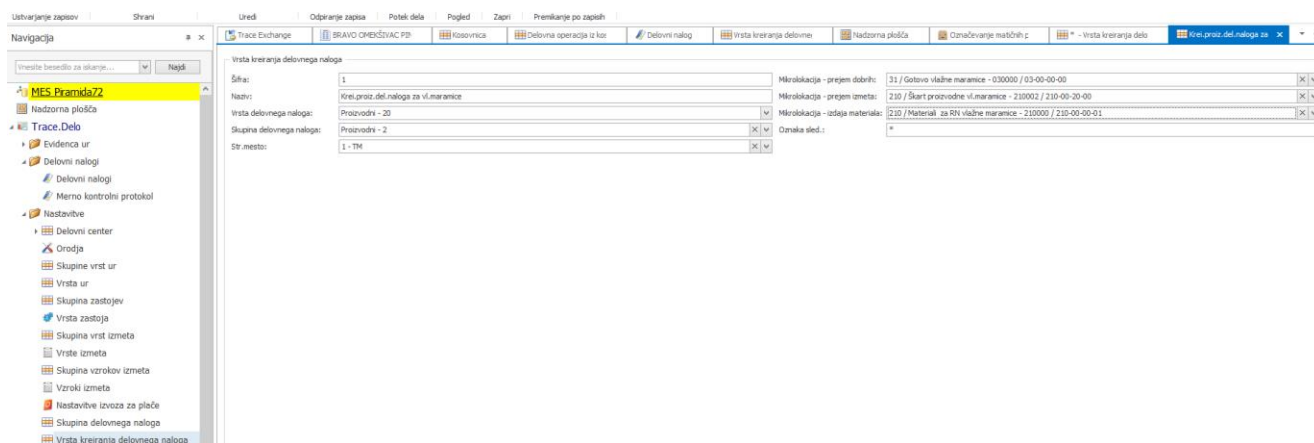 Ustvarjanje zapisov Shrani Uredi Odpiranje zapisa Potek dela Pogled Zapri Premikanje po zapisih
Navigacija
Trace Exchange BRAVO OMEKŠIVAC Kosovnica Delovna operacija iz kos Delovni nalog Vrsta kreiranja delovne Nadzorna plošča Označevanje matičnih p * - Vrsta kreiranja delo Krei.proiz.del.naloga za
Vnesite besedilo za iskanje... Najdi
MES Piramida72
Nadzorna plošča
Trace.Delo
Evidenca ur
Delovni nalogi
Delovni nalogi
Merno kontrolni protokol
Nastavitve
Delovni center
Orodja
Skupine vrst ur
Vrsta ur
Skupina zastojev
Vrsta zastoja
Skupina vrst izmeta
Vrste izmeta
Skupina vzrokov izmeta
Vzroki izmeta
Nastavitve izvoza za plače
Skupina delovnega naloga
Vrsta kreiranja delovnega naloga
Vrsta kreiranja delovnega naloga
Šifra: 1
Naziv: Krei.proiz.del.naloga za vl.maramice
Vrsta delovnega naloga: Proizvodni - 20
Skupina delovnega naloga: Proizvodni - 2
Str.mesto: 1 - TM
Mikrolokacija - prejem dobrih: 31 / Gotovo vlažne maramice - 030000 / 03-00-00-00
Mikrolokacija - prejem izmeta: 210 / Škart proizvodne vl.maramice - 210002 / 210-00-20-00
Mikrolokacija - izdaja materiala: 210 / Materiali za RN vlažne maramice - 210000 / 210-00-00-01
Oznaka sled.: *